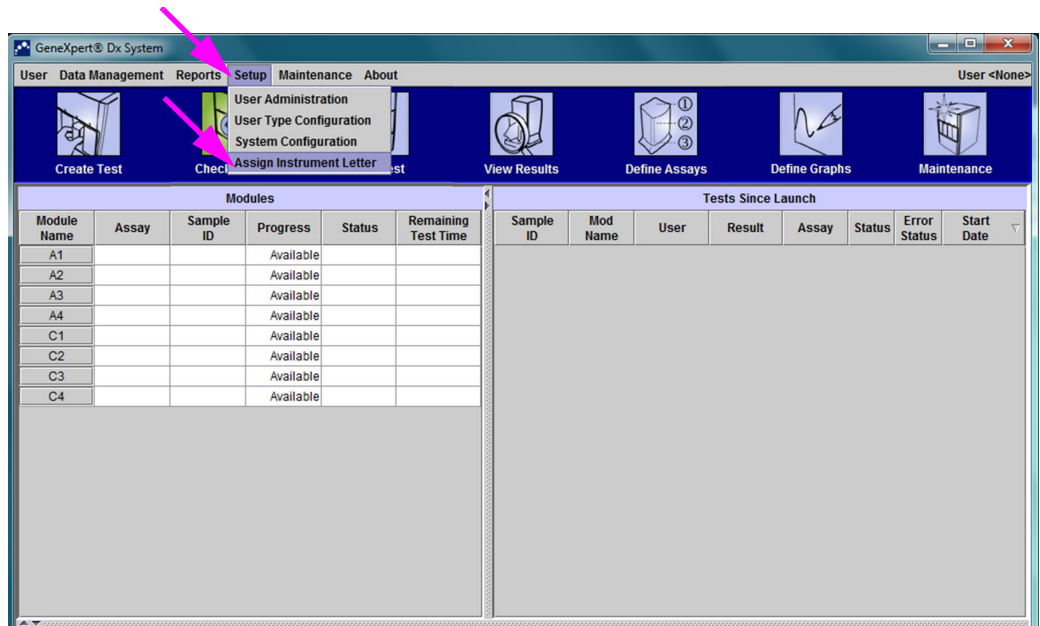 GeneXpert® Dx System
User Data Management Reports Setup Maintenance About User <None>
User Administration
User Type Configuration
System Configuration
Assign Instrument Letter
Create Test View Results Define Assays Define Graphs Maintenance
Modules
Module Name Assay Sample ID Progress Status Remaining Test Time
A1 Available
A2 Available
A3 Available
A4 Available
C1 Available
C2 Available
C3 Available
C4 Available
Tests Since Launch
Sample ID Mod Name User Result Assay Status Error Status Start Date